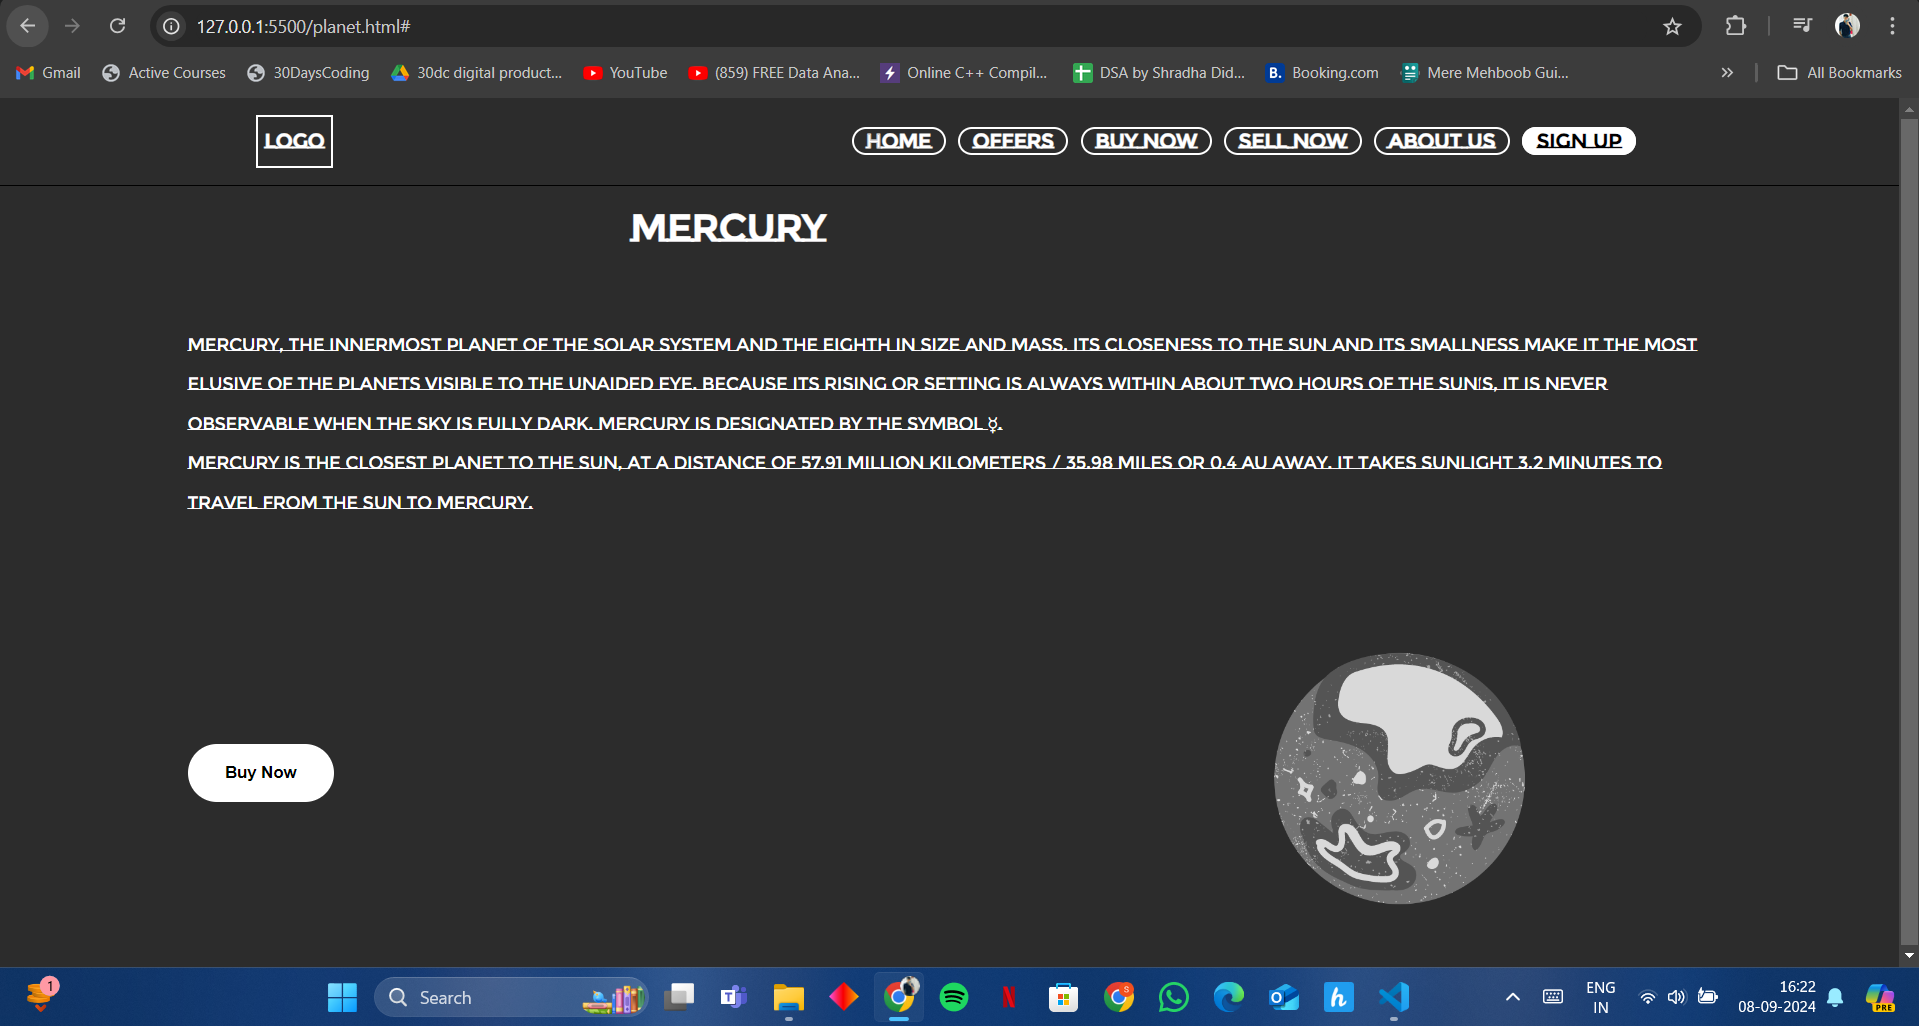 127.0.0.1:5500/planet.html#
Gmail
Active Courses
30DaysCoding
30dc digital product...
YouTube
(859) FREE Data Ana...
Online C++ Compil...
DSA by Shradha Did...
B. Booking.com
Mere Mehboob Gui...
All Bookmarks
LOGO
HOME
OFFERS
BUY NOW
SELL NOW
ABOUT US
SIGN UP
MERCURY
MERCURY, THE INNERMOST PLANET OF THE SOLAR SYSTEM AND THE EIGHTH IN SIZE AND MASS. ITS CLOSENESS TO THE SUN AND ITS SMALLNESS MAKE IT THE MOST
ELUSIVE OF THE PLANETS VISIBLE TO THE UNAIDED EYE. BECAUSE ITS RISING OR SETTING IS ALWAYS WITHIN ABOUT TWO HOURS OF THE SUN'S, IT IS NEVER
OBSERVABLE WHEN THE SKY IS FULLY DARK. MERCURY IS DESIGNATED BY THE SYMBOL ☿.
MERCURY IS THE CLOSEST PLANET TO THE SUN, AT A DISTANCE OF 57.91 MILLION KILOMETERS / 35.98 MILES OR 0.4 AU AWAY. IT TAKES SUNLIGHT 3.2 MINUTES TO
TRAVEL FROM THE SUN TO MERCURY.
Buy Now
1
Search
ENG
IN
16:22
08-09-2024
PRE